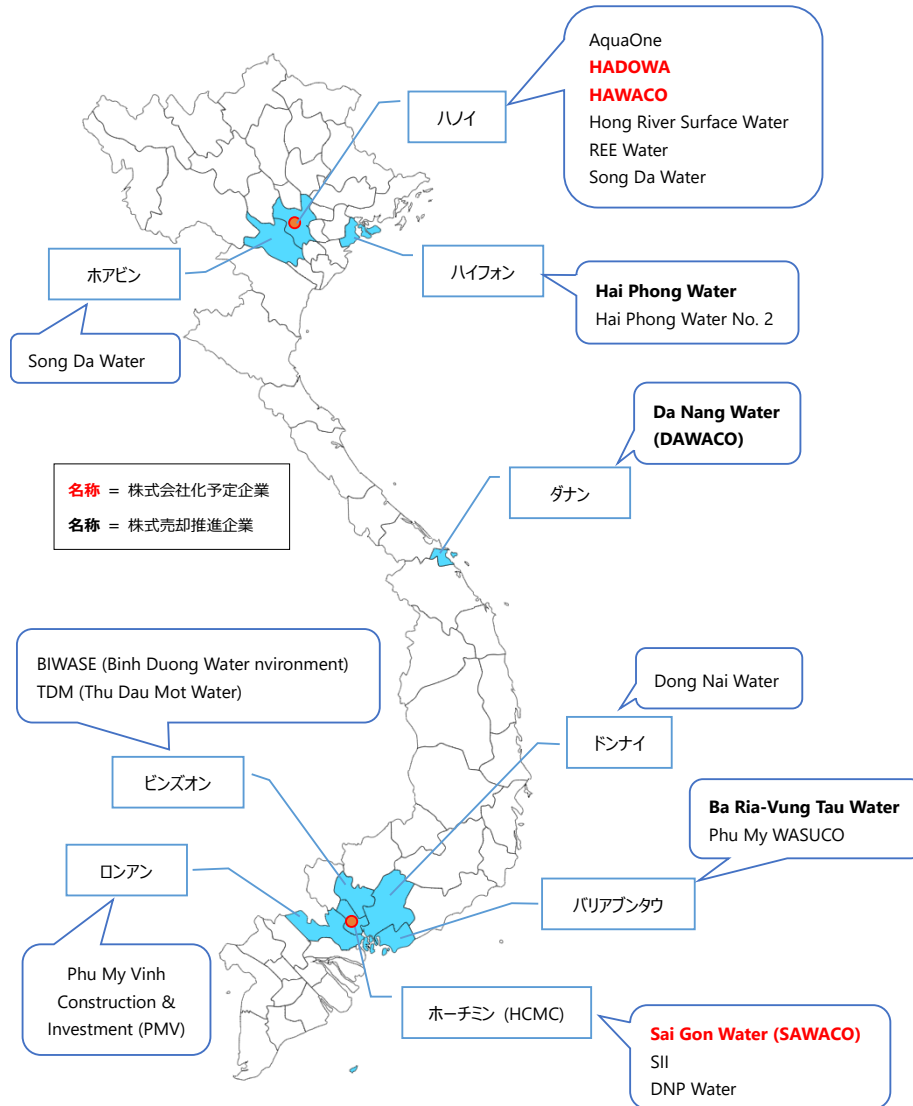 AquaOne
HADOWA
HAWACO
Hong River Surface Water
REE Water
Song Da Water
ハノイ
ホアビン
ハイフォン
Song Da Water
Hai Phong Water
Hai Phong Water No. 2
Da Nang Water
(DAWACO)
名称 = 株式会社化予定企業
名称 = 株式売却推進企業
ダナン
BIWASE (Binh Duong Water nvironment)
TDM (Thu Dau Mot Water)
Dong Nai Water
ドンナイ
ビンズオン
Ba Ria-Vung Tau Water
Phu My WASUCO
ロンアン
バリアブンタウ
Phu My Vinh
Construction &
Investment (PMV)
ホーチミン (HCMC)
Sai Gon Water (SAWACO)
SII
DNP Water